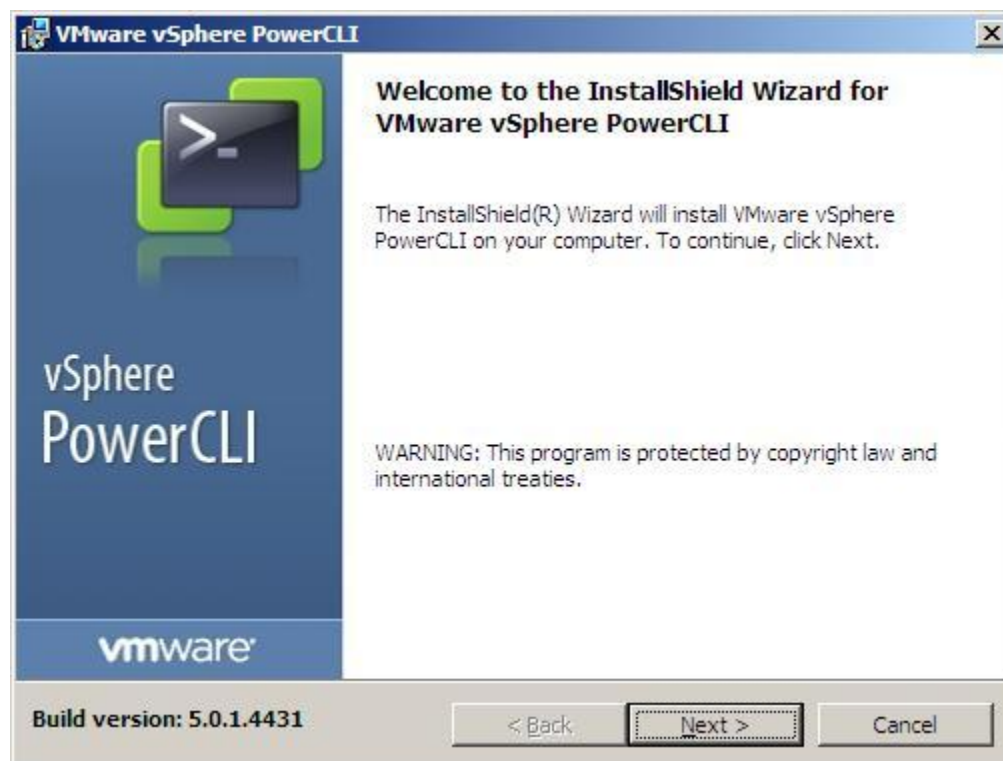 VMware vSphere PowerCLI
Welcome to the InstallShield Wizard for
VMware vSphere PowerCLI
The InstallShield(R) Wizard will install VMware vSphere
PowerCLI on your computer. To continue, click Next.
vSphere
PowerCLI
WARNING: This program is protected by copyright law and
international treaties.
vmware
Build version: 5.0.1.4431
< Back
Next >
Cancel